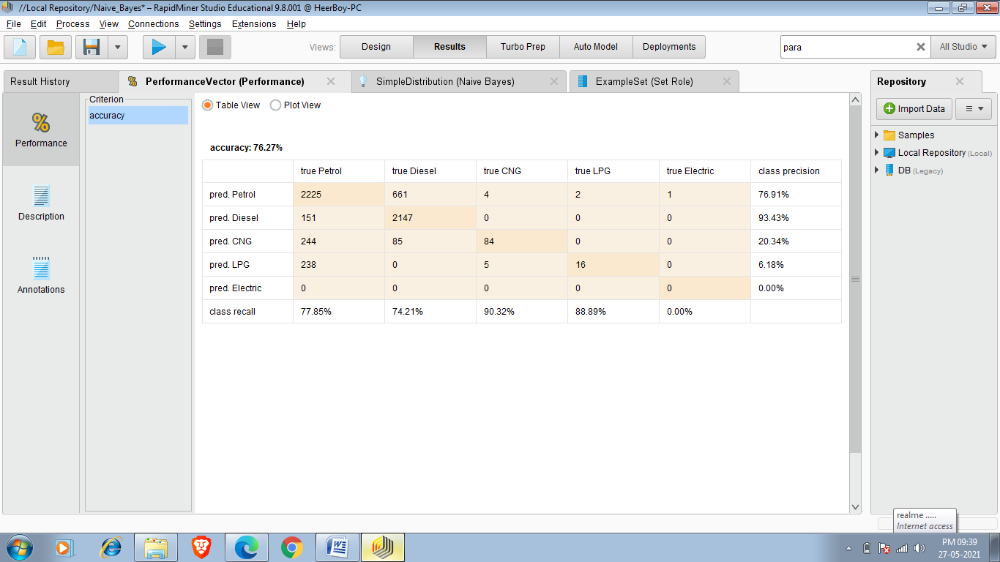 //Local Repository/Naive_Bayes* – RapidMiner Studio Educational 9.8.001 @ HeerBoy-PC
File Edit Process View Connections Settings Extensions Help
Views: Design Results Turbo Prep Auto Model Deployments para All Studio
Result History PerformanceVector (Performance) SimpleDistribution (Naive Bayes) ExampleSet (Set Role) Repository
Criterion
accuracy
Performance
Description
Annotations
Table View Plot View
accuracy: 76.27%
true Petrol true Diesel true CNG true LPG true Electric class precision
pred. Petrol 2225 661 4 2 1 76.91%
pred. Diesel 151 2147 0 0 0 93.43%
pred. CNG 244 85 84 0 0 20.34%
pred. LPG 238 0 5 16 0 6.18%
pred. Electric 0 0 0 0 0 0.00%
class recall 77.85% 74.21% 90.32% 88.89% 0.00%
Import Data
Samples
Local Repository (Local)
DB (Legacy)
realme .....
Internet access
PM 09:39
27-05-2021